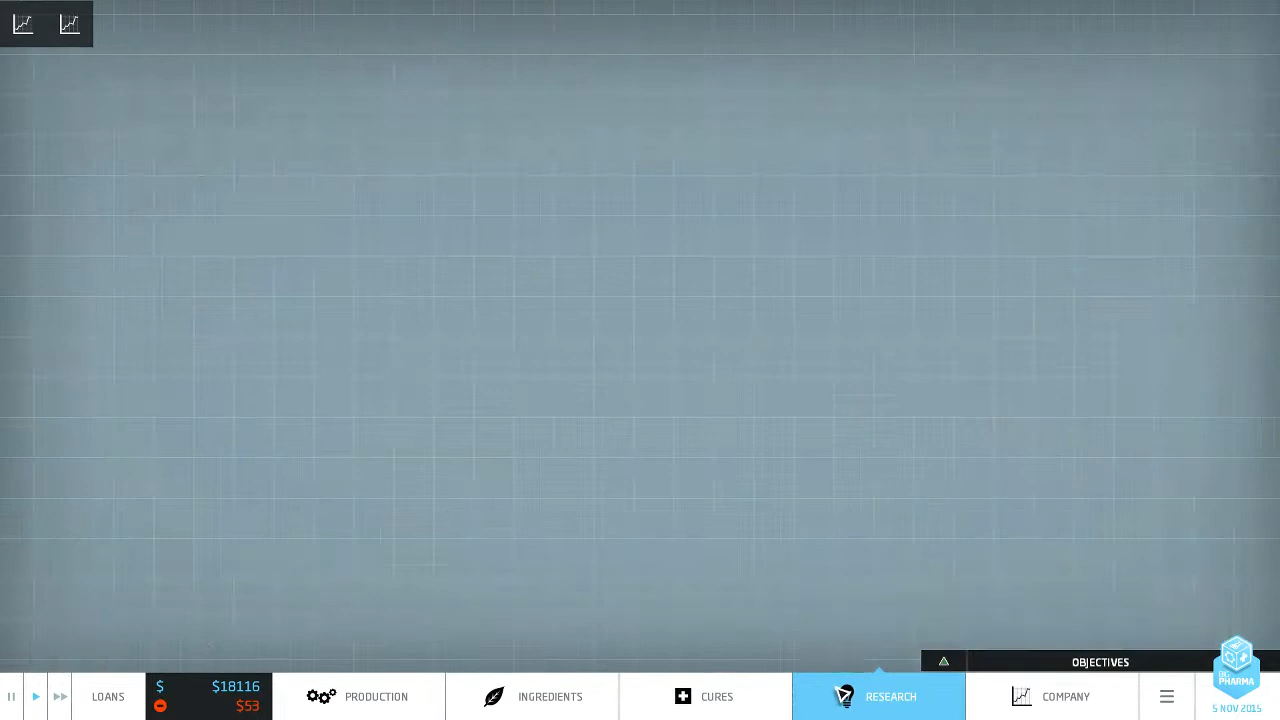 OBJECTIVES
LOANS
$ $18116
$53
PRODUCTION
INGREDIENTS
CURES
RESEARCH
COMPANY
BIG
PHARMA
5 NOV 2015